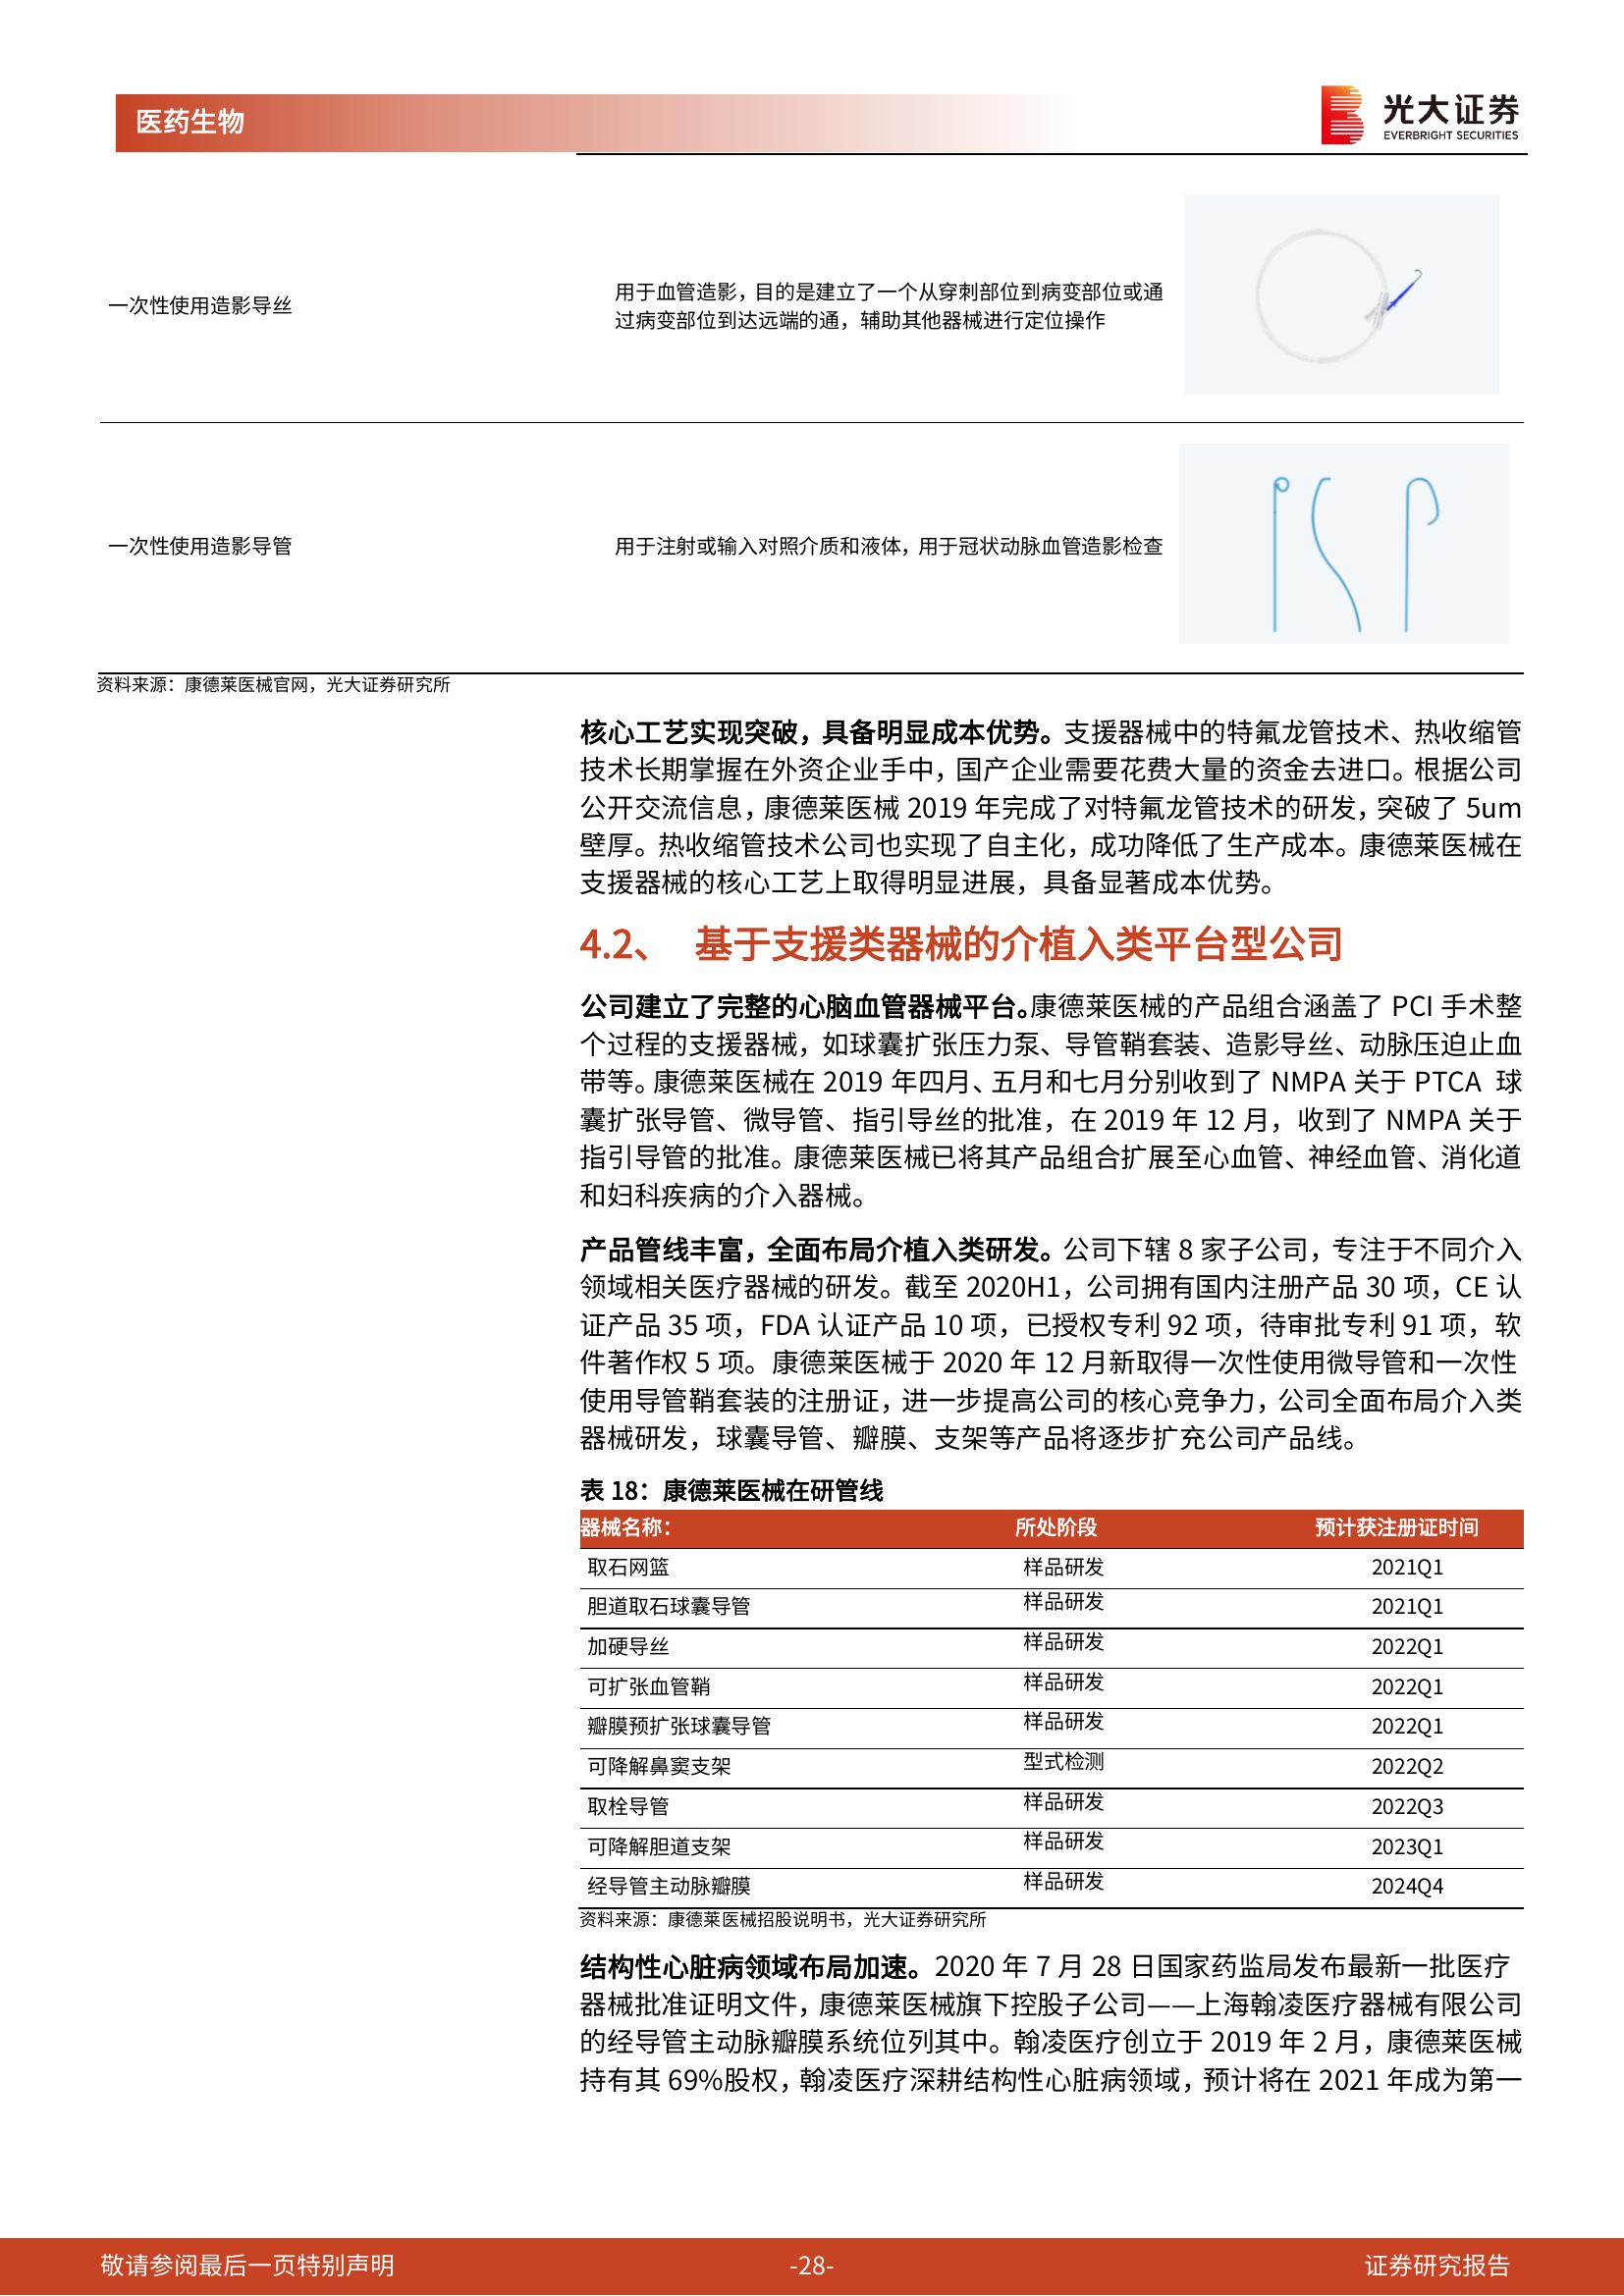 医药生物
光大证券
EVERBRIGHT SECURITIES
一次性使用造影导丝
用于血管造影，目的是建立了一个从穿刺部位到病变部位或通
过病变部位到达远端的通，辅助其他器械进行定位操作
一次性使用造影导管
用于注射或输入对照介质和液体，用于冠状动脉血管造影检查
资料来源：康德莱医械官网，光大证券研究所
核心工艺实现突破，具备明显成本优势。支援器械中的特氟龙管技术、热收缩管
技术长期掌握在外资企业手中，国产企业需要花费大量的资金去进口。根据公司
公开交流信息，康德莱医械 2019 年完成了对特氟龙管技术的研发，突破了 5um
壁厚。热收缩管技术公司也实现了自主化，成功降低了生产成本。康德莱医械在
支援器械的核心工艺上取得明显进展，具备显著成本优势。
4.2、 基于支援类器械的介植入类平台型公司
公司建立了完整的心脑血管器械平台。康德莱医械的产品组合涵盖了 PCI 手术整
个过程的支援器械，如球囊扩张压力泵、导管鞘套装、造影导丝、动脉压迫止血
带等。康德莱医械在 2019 年四月、五月和七月分别收到了 NMPA 关于 PTCA 球
囊扩张导管、微导管、指引导丝的批准，在 2019 年 12 月，收到了 NMPA 关于
指引导管的批准。康德莱医械已将其产品组合扩展至心血管、神经血管、消化道
和妇科疾病的介入器械。
产品管线丰富，全面布局介植入类研发。公司下辖 8 家子公司，专注于不同介入
领域相关医疗器械的研发。截至 2020H1，公司拥有国内注册产品 30 项，CE 认
证产品 35 项，FDA 认证产品 10 项，已授权专利 92 项，待审批专利 91 项，软
件著作权 5 项。康德莱医械于 2020 年 12 月新取得一次性使用微导管和一次性
使用导管鞘套装的注册证，进一步提高公司的核心竞争力，公司全面布局介入类
器械研发，球囊导管、瓣膜、支架等产品将逐步扩充公司产品线。
表 18：康德莱医械在研管线
器械名称： 所处阶段 预计获注册证时间
取石网篮 样品研发 2021Q1
胆道取石球囊导管 样品研发 2021Q1
加硬导丝 样品研发 2022Q1
可扩张血管鞘 样品研发 2022Q1
瓣膜预扩张球囊导管 样品研发 2022Q1
可降解鼻窦支架 型式检测 2022Q2
取栓导管 样品研发 2022Q3
可降解胆道支架 样品研发 2023Q1
经导管主动脉瓣膜 样品研发 2024Q4
资料来源：康德莱医械招股说明书，光大证券研究所
结构性心脏病领域布局加速。2020 年 7 月 28 日国家药监局发布最新一批医疗
器械批准证明文件，康德莱医械旗下控股子公司——上海翰凌医疗器械有限公司
的经导管主动脉瓣膜系统位列其中。翰凌医疗创立于 2019 年 2 月，康德莱医械
持有其 69%股权，翰凌医疗深耕结构性心脏病领域，预计将在 2021 年成为第一
敬请参阅最后一页特别声明
-28-
证券研究报告